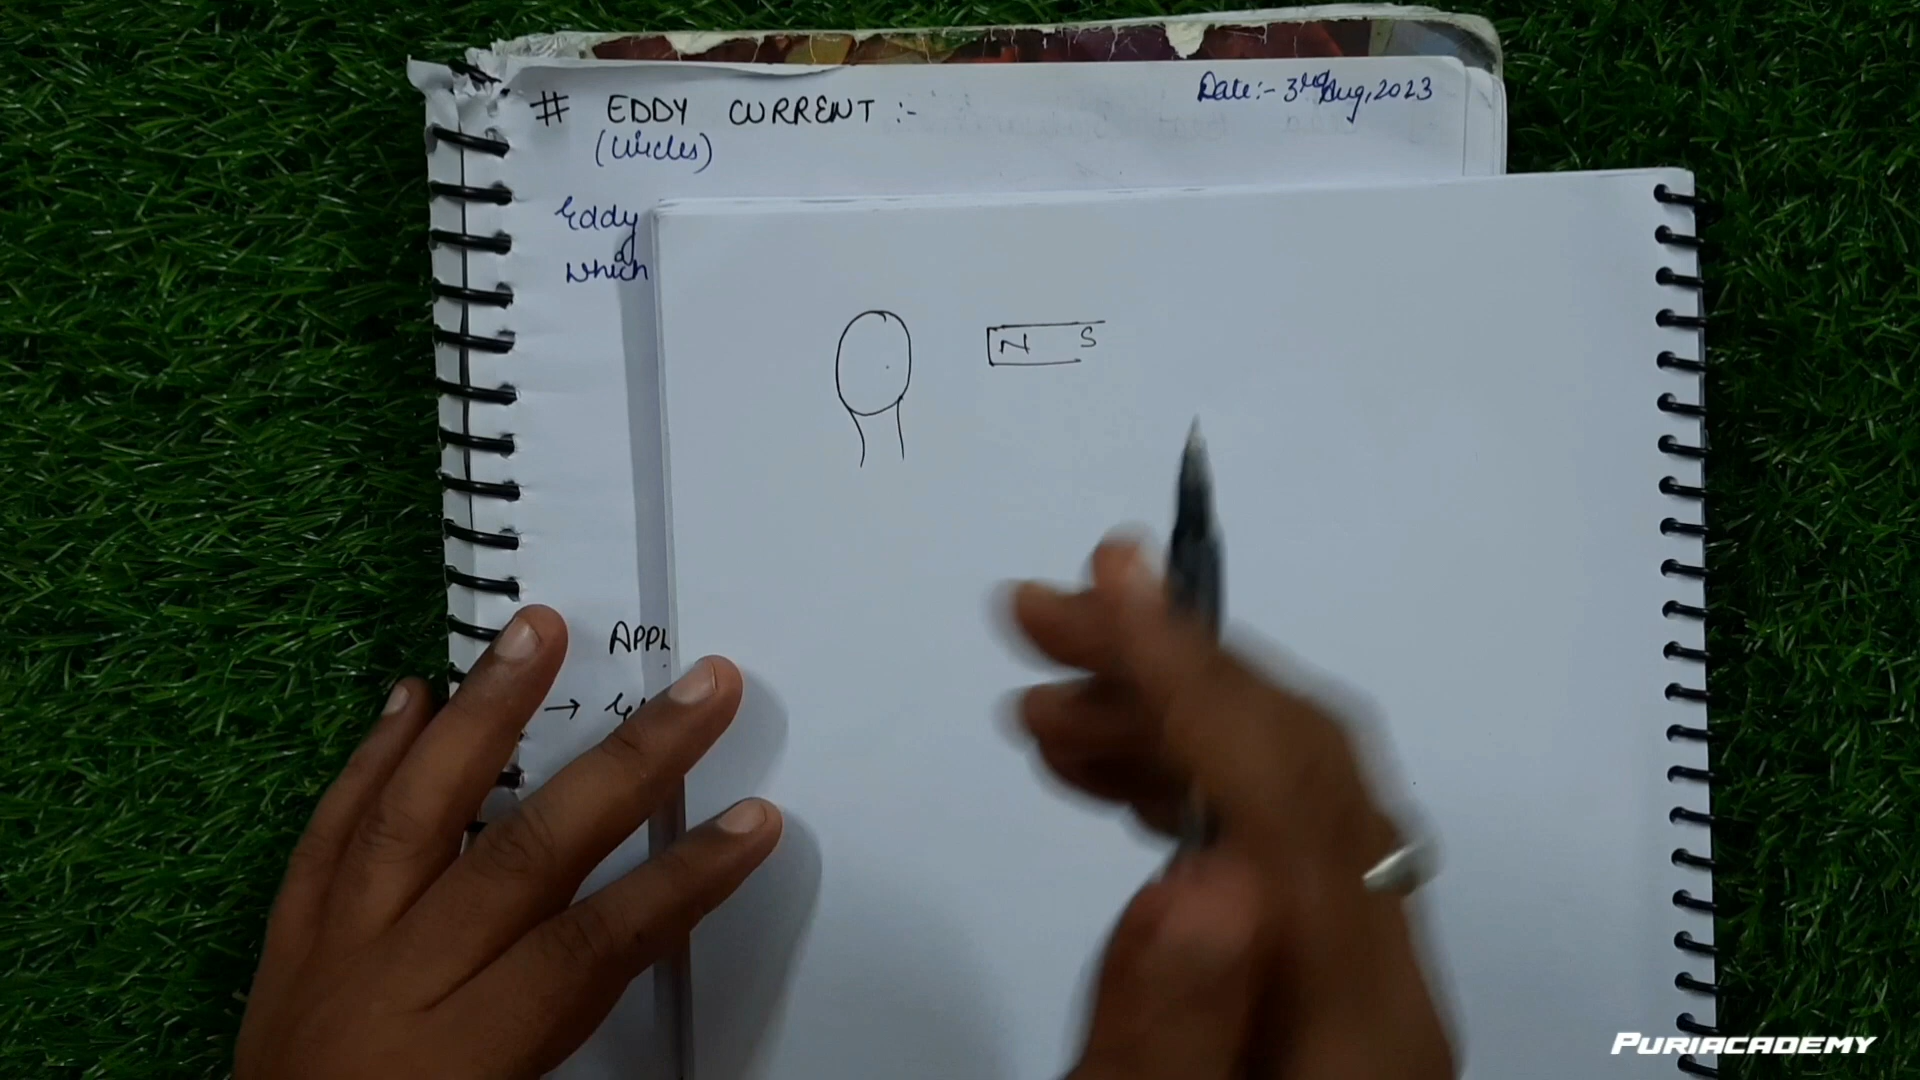 # EDDY CURRENT :-
Date:- 3rd Aug, 2023
(Circles)
Eddy
which
N S
APPL
→
PURIACADEMY